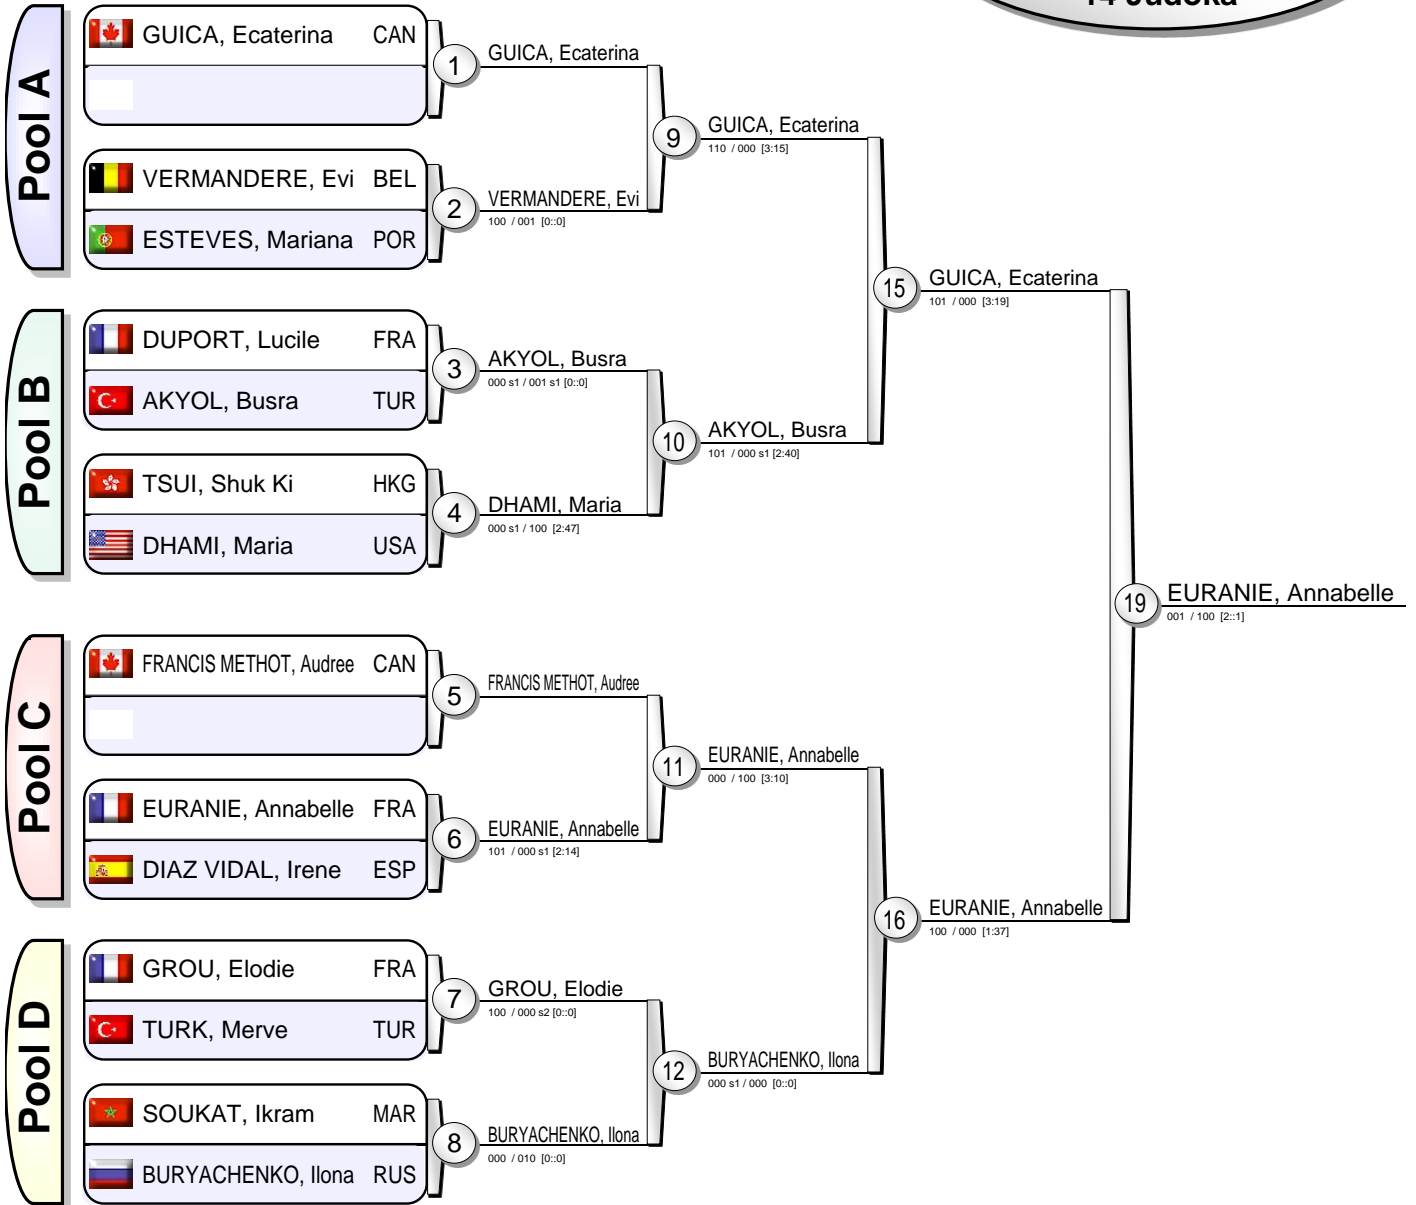 14 Judoka
Pool A
GUICA, Ecaterina CAN
VERMANDERE, Evi BEL
ESTEVES, Mariana POR
Pool B
DUPORT, Lucile FRA
AKYOL, Busra TUR
TSUI, Shuk Ki HKG
DHAMI, Maria USA
Pool C
FRANCIS METHOT, Audree CAN
EURANIE, Annabelle FRA
DIAZ VIDAL, Irene ESP
Pool D
GROU, Elodie FRA
TURK, Merve TUR
SOUKAT, Ikram MAR
BURYACHENKO, Ilona RUS
1
GUICA, Ecaterina
2
VERMANDERE, Evi
100 / 001 [0::0]
3
AKYOL, Busra
000 s1 / 001 s1 [0::0]
4
DHAMI, Maria
000 s1 / 100 [2:47]
5
FRANCIS METHOT, Audree
6
EURANIE, Annabelle
101 / 000 s1 [2:14]
7
GROU, Elodie
100 / 000 s2 [0::0]
8
BURYACHENKO, Ilona
000 / 010 [0::0]
9
GUICA, Ecaterina
110 / 000 [3:15]
10
AKYOL, Busra
101 / 000 s1 [2:40]
11
EURANIE, Annabelle
000 / 100 [3:10]
12
BURYACHENKO, Ilona
000 s1 / 000 [0::0]
15
GUICA, Ecaterina
101 / 000 [3:19]
16
EURANIE, Annabelle
100 / 000 [1:37]
19
EURANIE, Annabelle
001 / 100 [2::1]